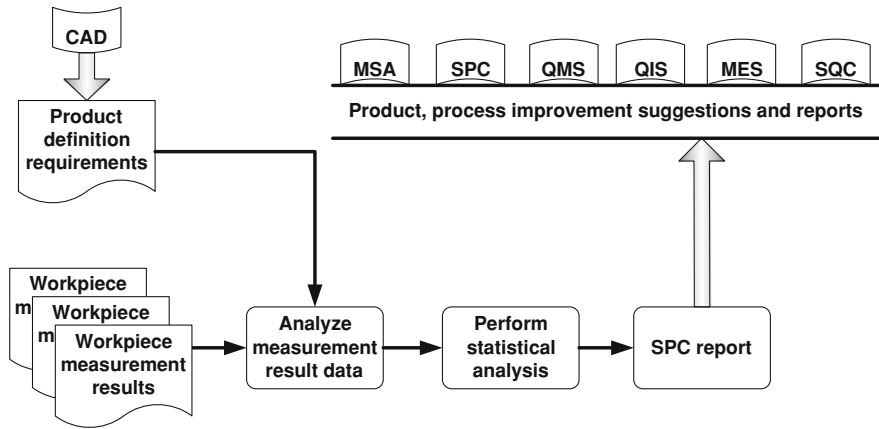 CAD
MSA
SPC
QMS
QIS
MES
SQC
Product, process improvement suggestions and reports
Product
definition
requirements
Workpiece
m
Workpiece
m
Workpiece
measurement
results
Analyze
measurement
result data
Perform
statistical
analysis
SPC report